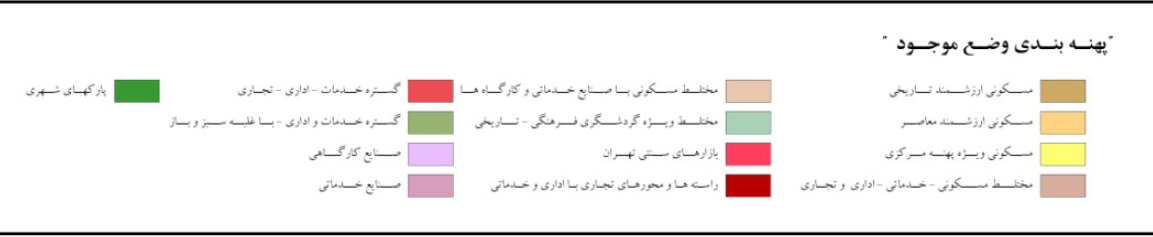 "پهنه بندی وضع موجود"
مسکونی ارزشمند تاریخی
مسکونی ارزشمند معاصر
مسکونی ویژه پهنه مرکزی
مختلط مسکونی - خدماتی - اداری و تجاری
مختلط مسکونی با صنایع خدماتی و کارگاه ها
مختلط ویژه گردشگری فرهنگی - تاریخی
بازارهای سنتی تهران
راسته ها و محورهای تجاری با اداری و خدماتی
گستره خدمات - اداری - تجاری
گستره خدمات و اداری - با غلبه سبز و باز
صنایع کارگاهی
صنایع خدماتی
پارکهای شهری